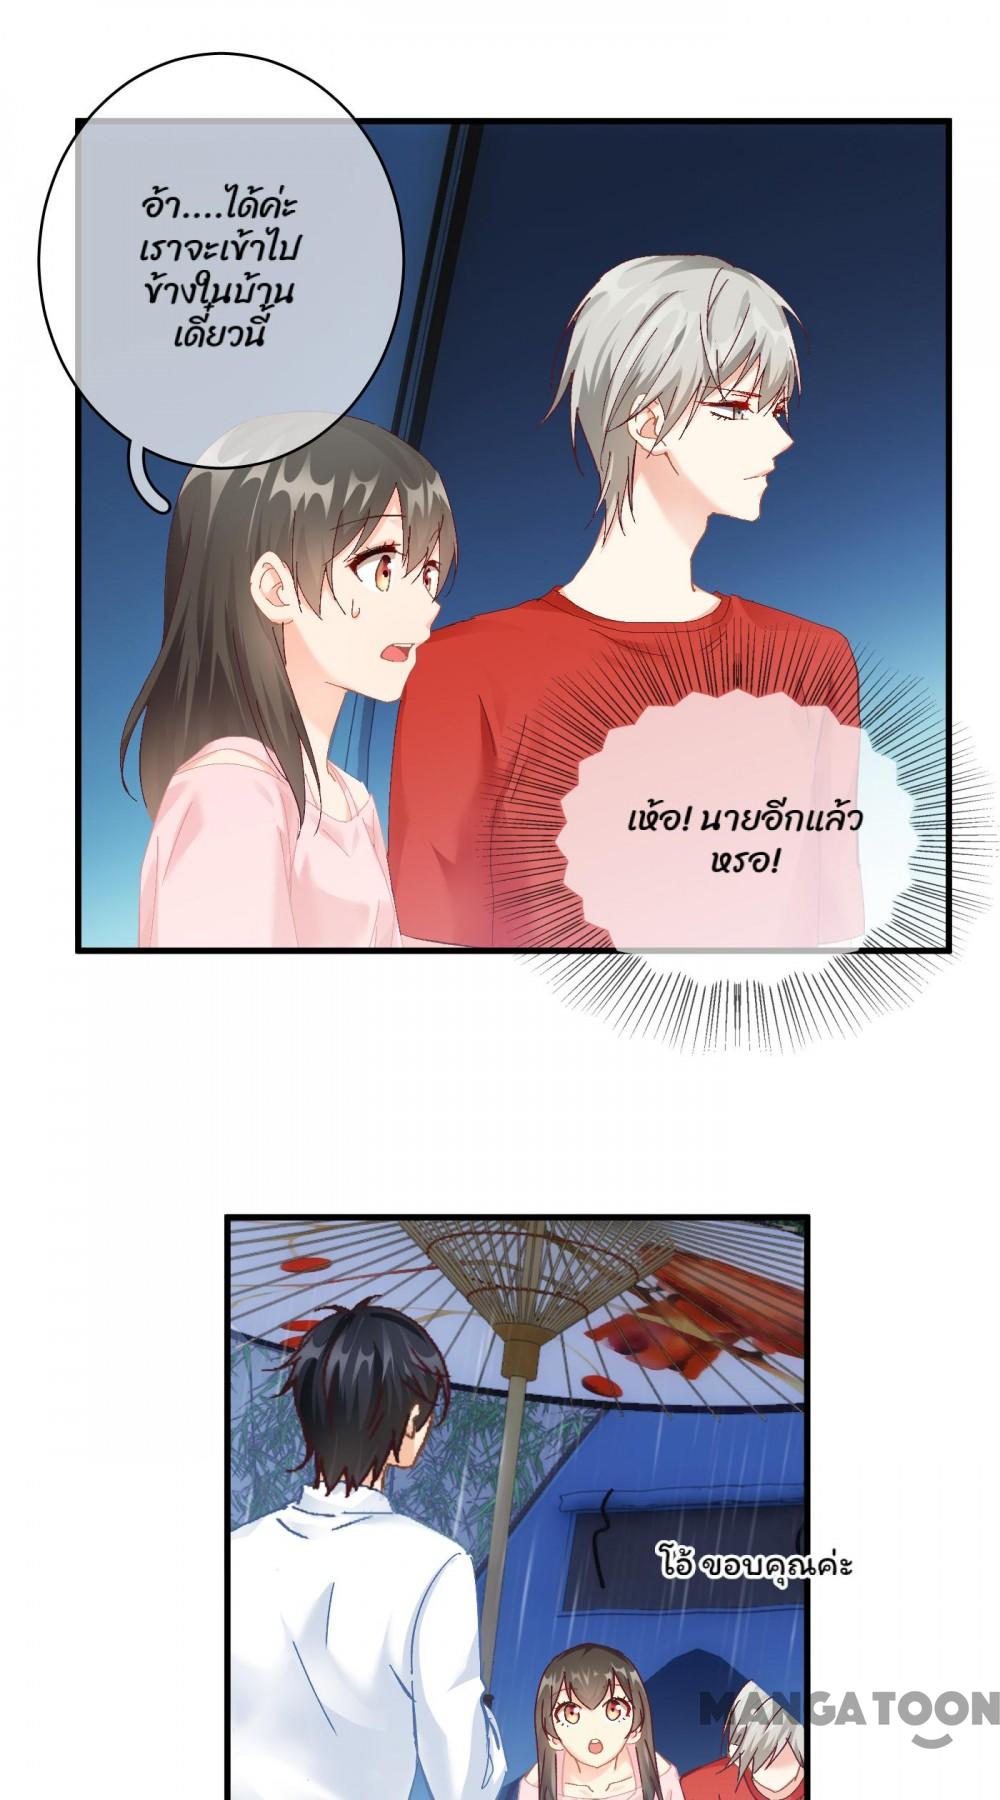 อ้า....ได้ค่ะ
เราจะเข้าไป
ข้างในบ้าน
เดี๋ยวนี้
เห้อ! นายอีกแล้ว
หรอ!
โอ้ ขอบคุณค่ะ
MANGATOON